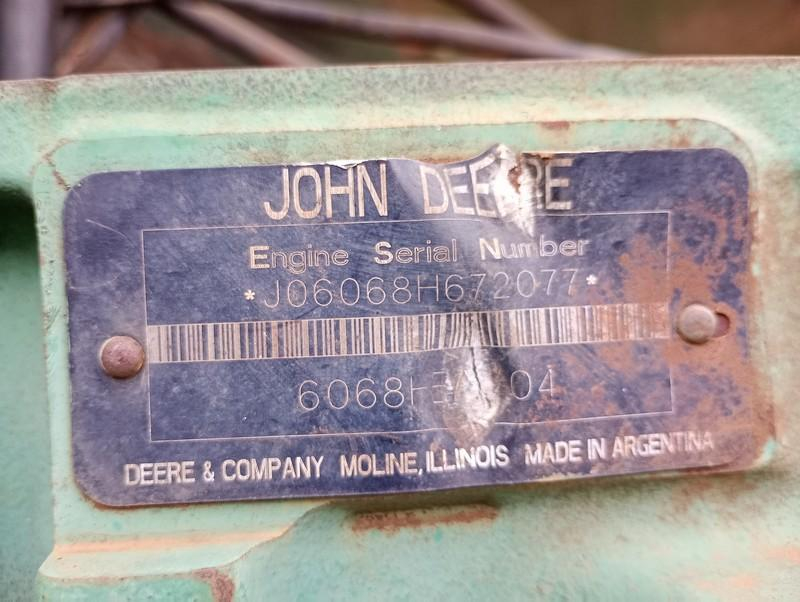 JOHN DEERE
Engine Serial Number
*J06068H672077*
DEERE & COMPANY MOLINE, ILLINOIS MADE IN ARGENTINA